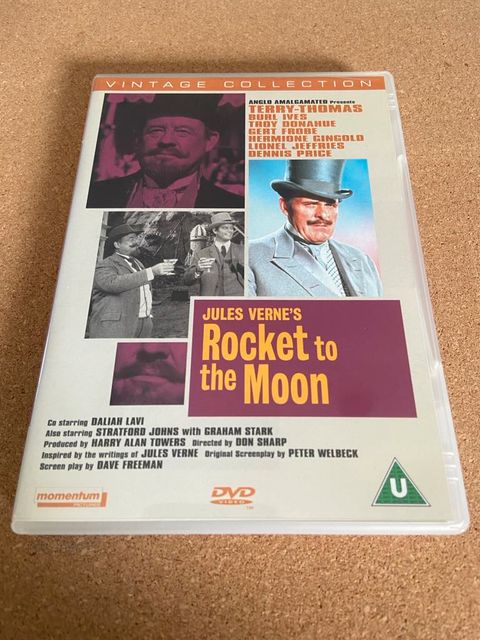 VINTAGE COLLECTION
ANGLO AMALGAMATED Presents
TERRY-THOMAS
BURL IVES
TROY DONAHUE
GERT FROBE
HERMIONE GINGOLD
LIONEL JEFFRIES
DENNIS PRICE
JULES VERNE'S
Rocket to
the Moon
Co starring DALIAH LAVI
Also starring STRATFORD JOHNS with GRAHAM STARK
Produced by HARRY ALAN TOWERS Directed by DON SHARP
Inspired by the writings of JULES VERNE Original Screenplay by PETER WELBECK
Screen play by DAVE FREEMAN
momentum
PICTURES
DVD
VIDEO
TM
U